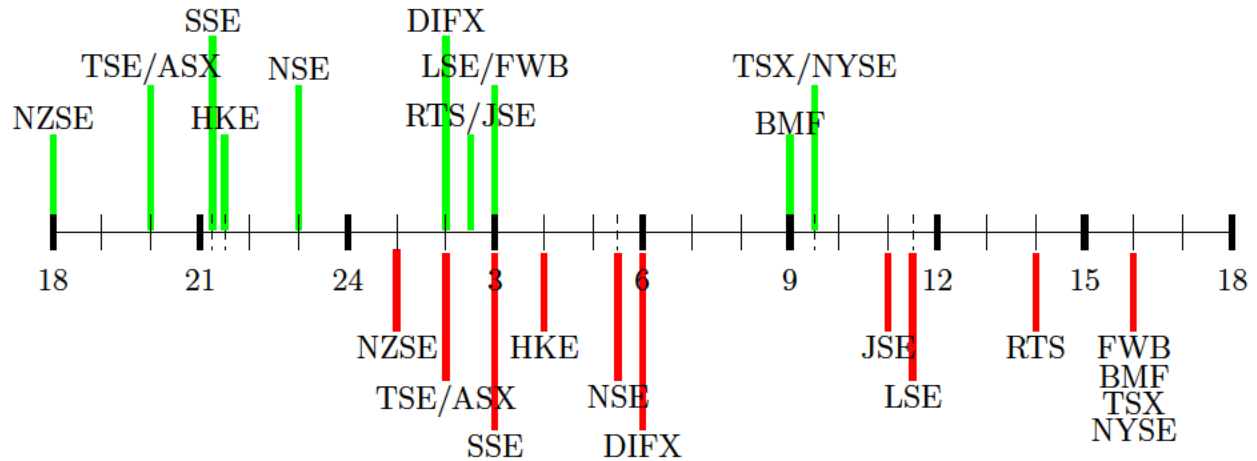 SSE
DIFX
TSE/ASX
NSE
LSE/FWB
TSX/NYSE
NZSE
HKE
RTS/JSE
BMF
18
21
24
3
6
9
12
15
18
NZSE
HKE
JSE
RTS
FWB
BMF
TSX
NYSE
TSE/ASX
NSE
LSE
SSE
DIFX